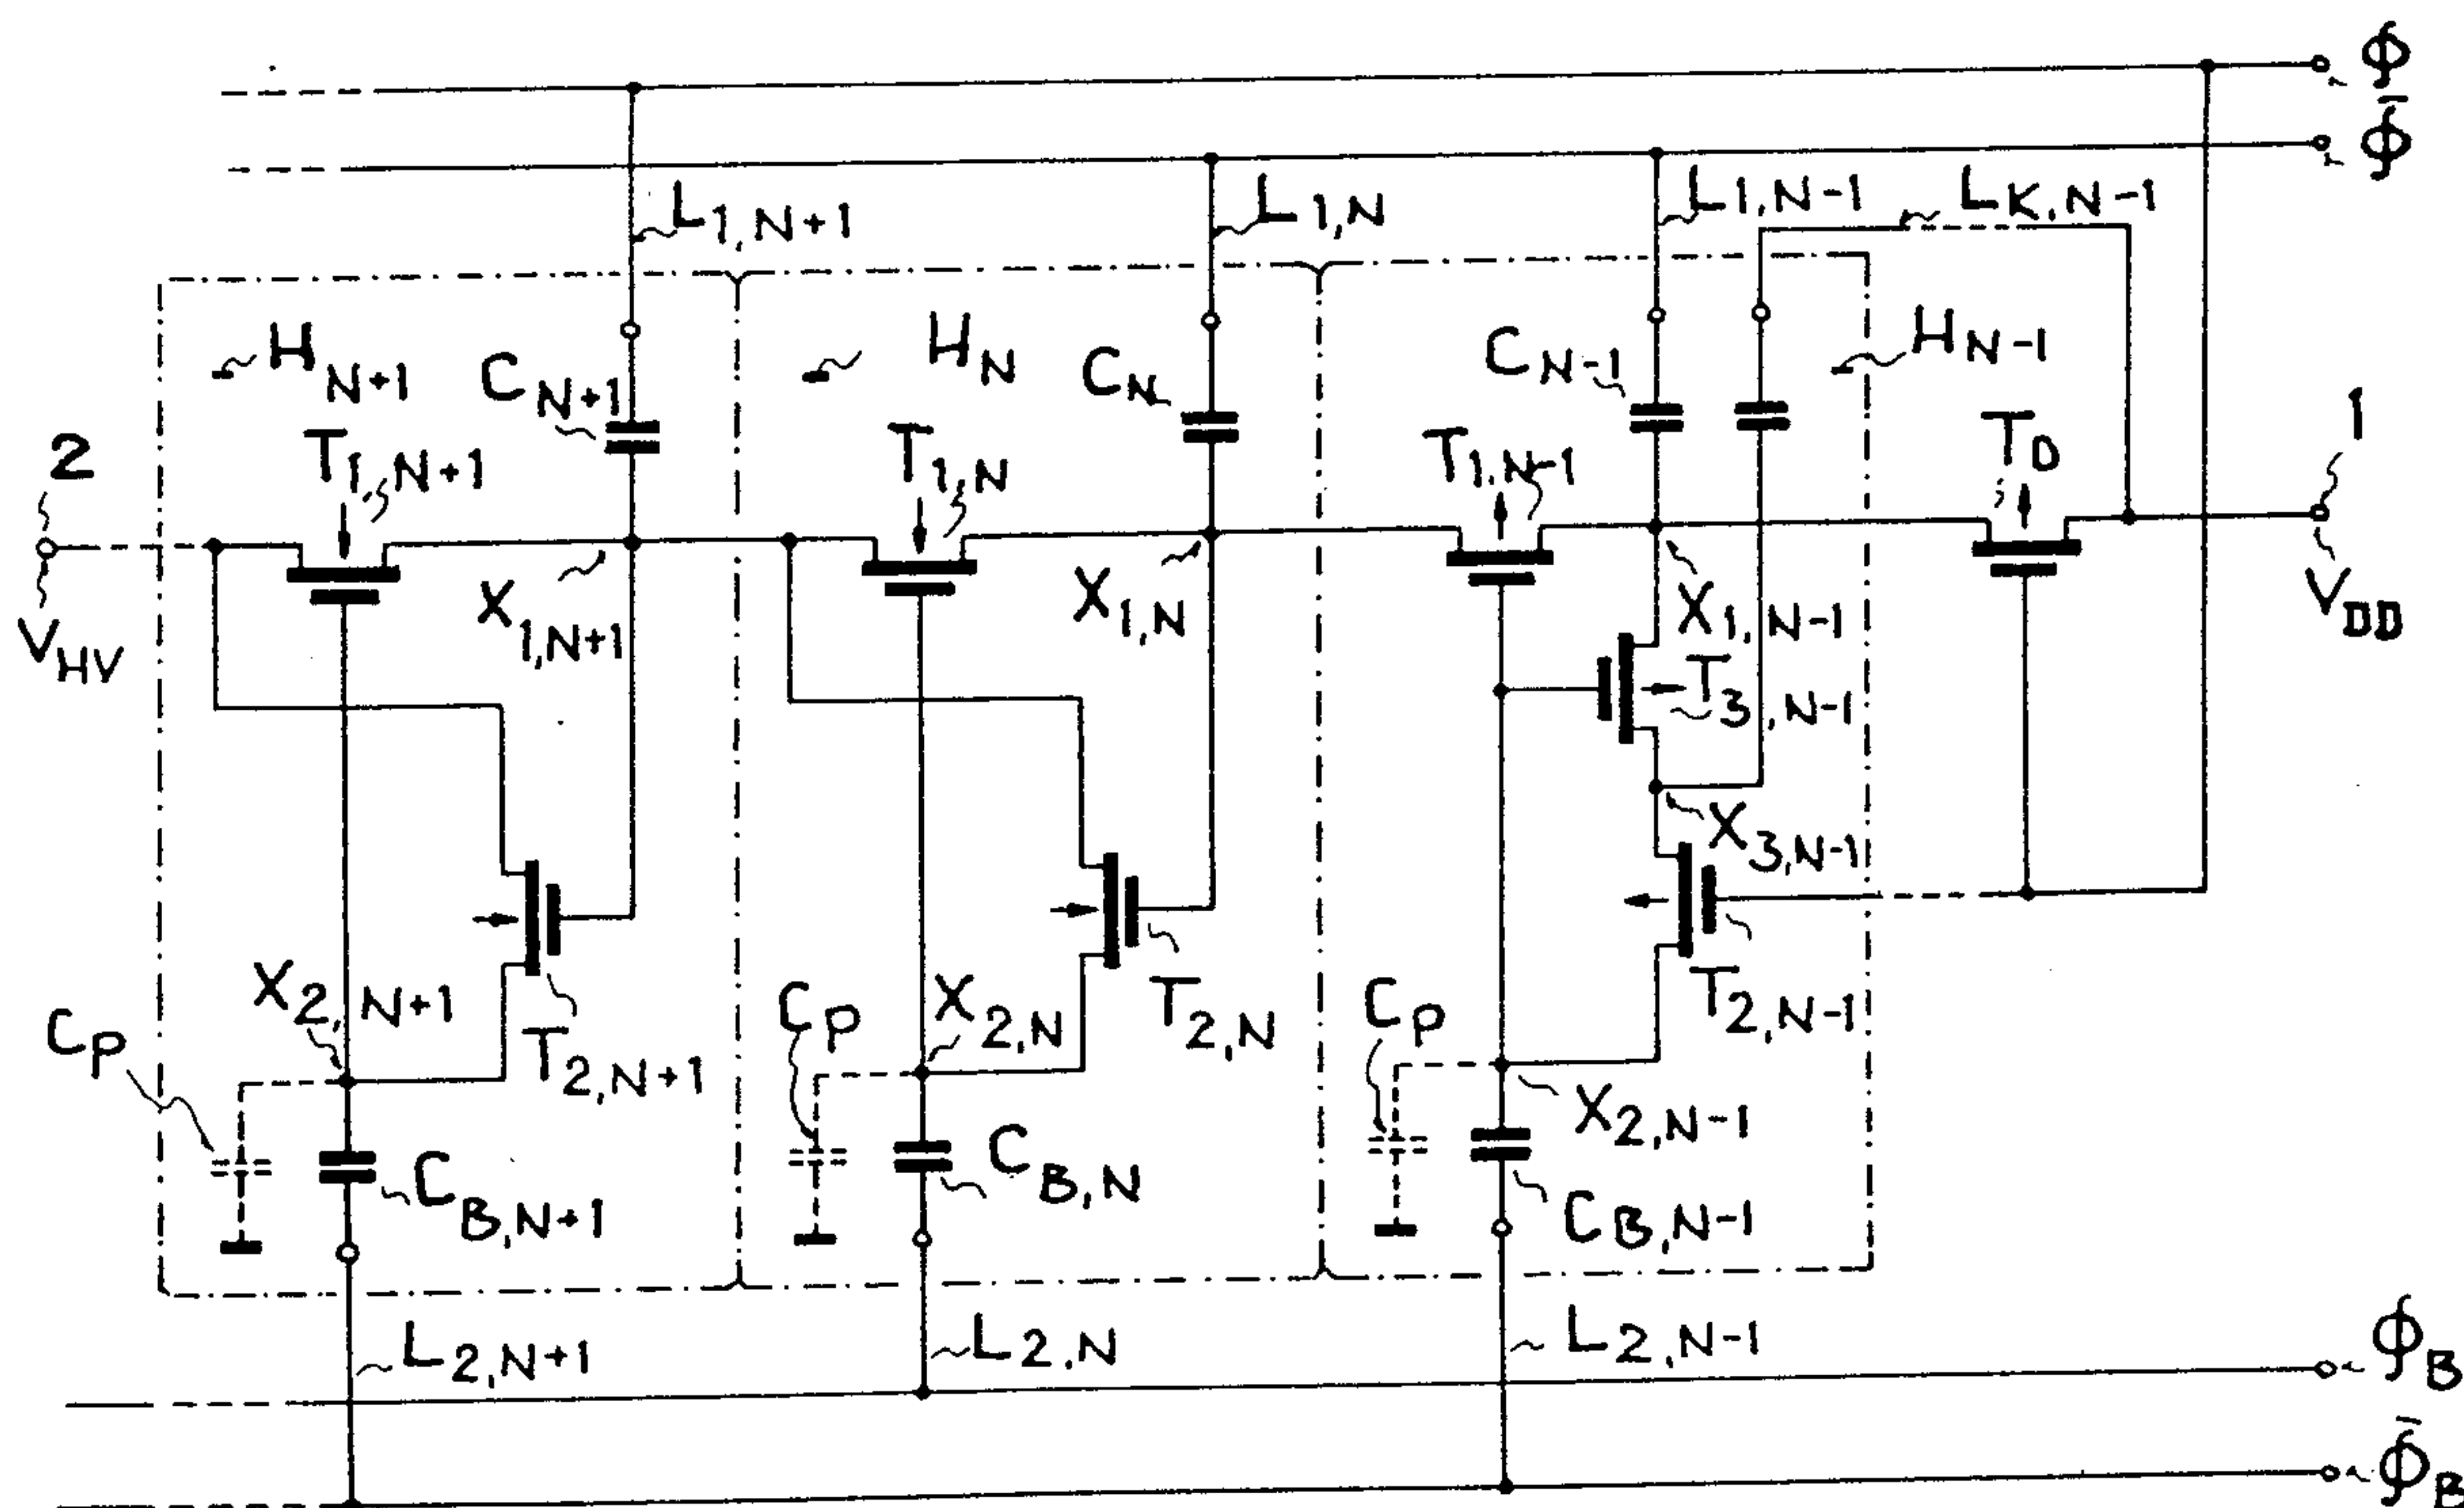 Φ
Φ̄
L1,N+1
L1,N
L1,N-1
LK,N-1
HN+1
CN+1
HN
CN
CN-1
HN-1
2
T1,N+1
T1,N
T1,N-1
TD
1
VHV
X1,N+1
X1,N
X1,N-1
VDD
T3,N-1
X3,N-1
X2,N+1
CP
T2,N+1
CP
X2,N
T2,N
CP
T2,N-1
X2,N-1
CB,N+1
CB,N
CB,N-1
L2,N+1
L2,N
L2,N-1
ΦB
Φ̄B